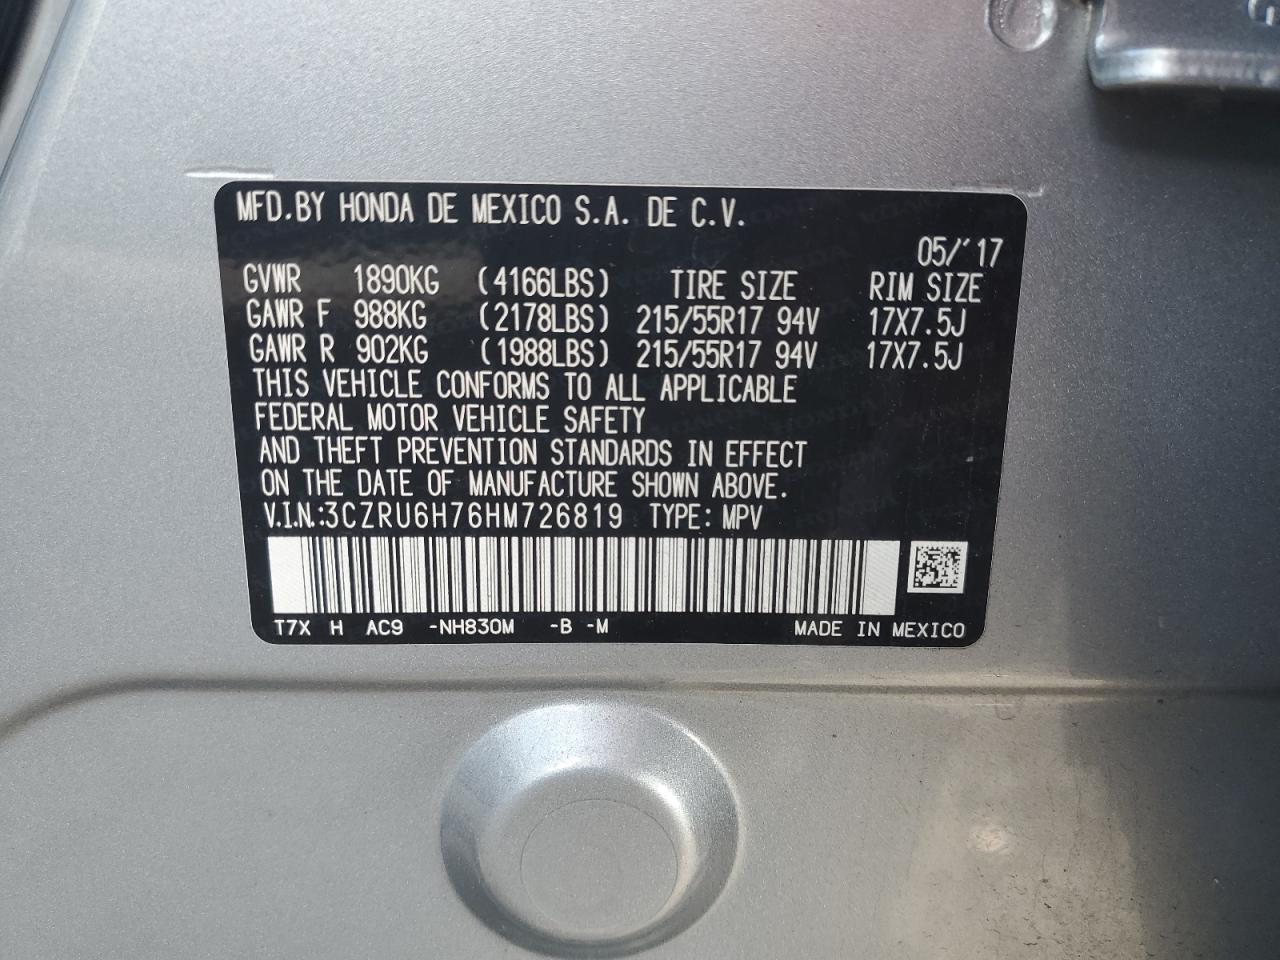 MFD.BY HONDA DE MEXICO S.A. DE C.V.
05/'17
GVWR 1890KG (4166LBS) TIRE SIZE RIM SIZE
GAWR F 988KG (2178LBS) 215/55R17 94V 17X7.5J
GAWR R 902KG (1988LBS) 215/55R17 94V 17X7.5J
THIS VEHICLE CONFORMS TO ALL APPLICABLE
FEDERAL MOTOR VEHICLE SAFETY
AND THEFT PREVENTION STANDARDS IN EFFECT
ON THE DATE OF MANUFACTURE SHOWN ABOVE.
V.I.N.:3CZRU6H76HM726819 TYPE: MPV
T7X H AC9 -NH830M -B -M MADE IN MEXICO